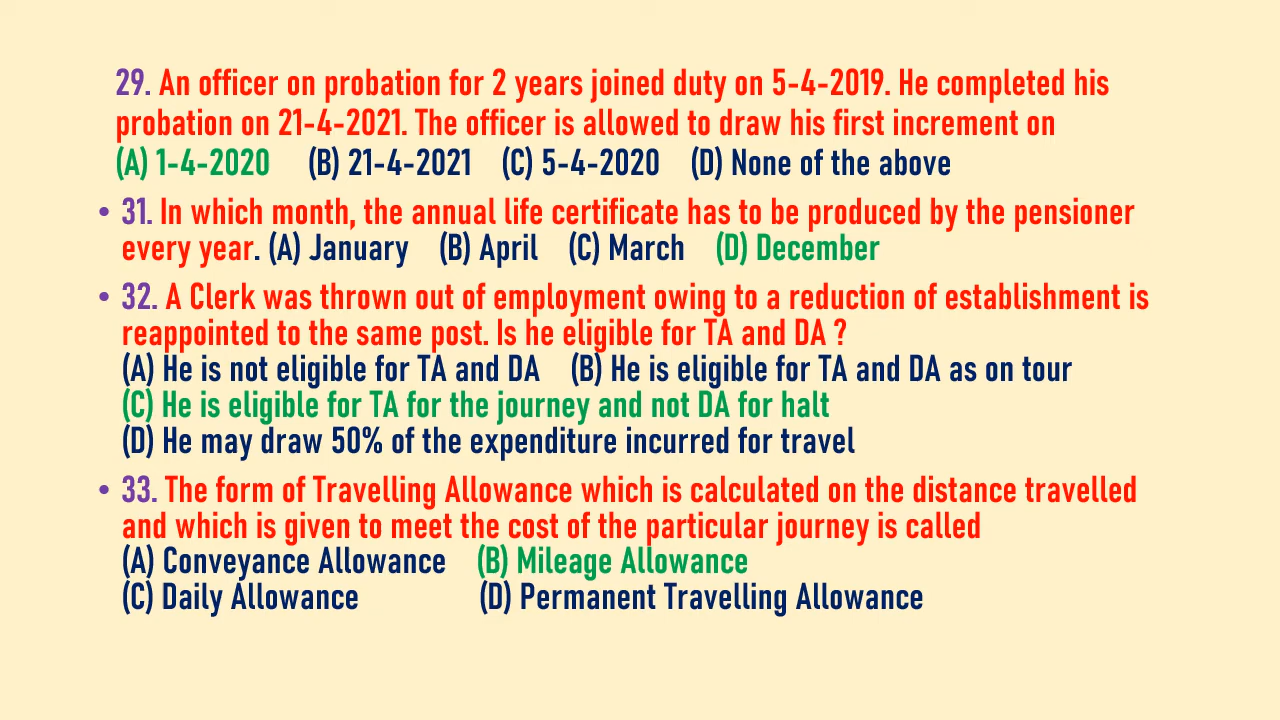 29. An officer on probation for 2 years joined duty on 5-4-2019. He completed his
probation on 21-4-2021. The officer is allowed to draw his first increment on
(A) 1-4-2020 (B) 21-4-2021 (C) 5-4-2020 (D) None of the above
• 31. In which month, the annual life certificate has to be produced by the pensioner
every year. (A) January (B) April (C) March (D) December
• 32. A Clerk was thrown out of employment owing to a reduction of establishment is
reappointed to the same post. Is he eligible for TA and DA ?
(A) He is not eligible for TA and DA (B) He is eligible for TA and DA as on tour
(C) He is eligible for TA for the journey and not DA for halt
(D) He may draw 50% of the expenditure incurred for travel
• 33. The form of Travelling Allowance which is calculated on the distance travelled
and which is given to meet the cost of the particular journey is called
(A) Conveyance Allowance (B) Mileage Allowance
(C) Daily Allowance (D) Permanent Travelling Allowance